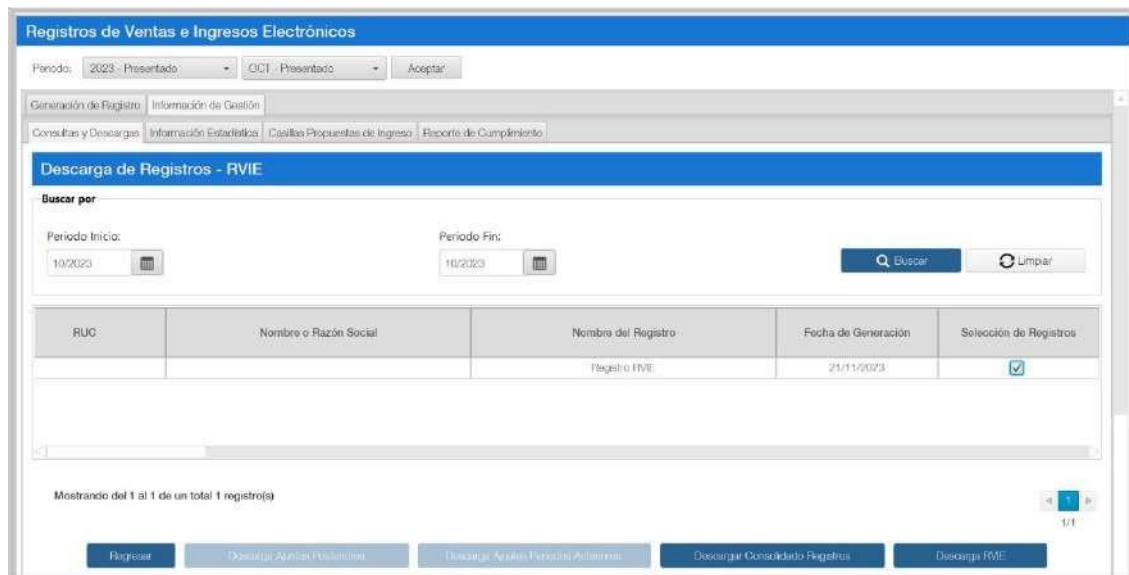 Registros de Ventas e Ingresos Electrónicos
Periodo: 2023 - Presentado OCT - Presentado Aceptar
Generación de Registro Información de Gestión
Consultas y Descargas Información Estadística Casillas Propuestas de Ingreso Reporte de Cumplimiento
Descarga de Registros - RVIE
Buscar por
Periodo Inicio: Periodo Fin:
10/2023 10/2023 Buscar Limpiar
RUC Nombre o Razón Social Nombre del Registro Fecha de Generación Selección de Registros
Registro RVIE 21/11/2023
Mostrando del 1 al 1 de un total 1 registro(s)
1
1/1
Regresar Descarga Ajustes Posteriores Descarga Ajustes Periodos Anteriores Descargar Consolidado Registros Descarga RVIE